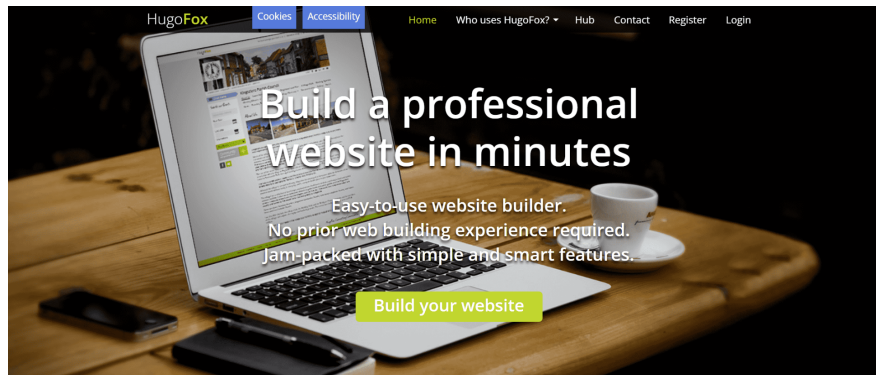 HugoFox
Cookies
Accessibility
Home
Who uses HugoFox?
Hub
Contact
Register
Login
Build a professional
website in minutes
Easy-to-use website builder.
No prior web building experience required.
Jam-packed with simple and smart features.
Build your website